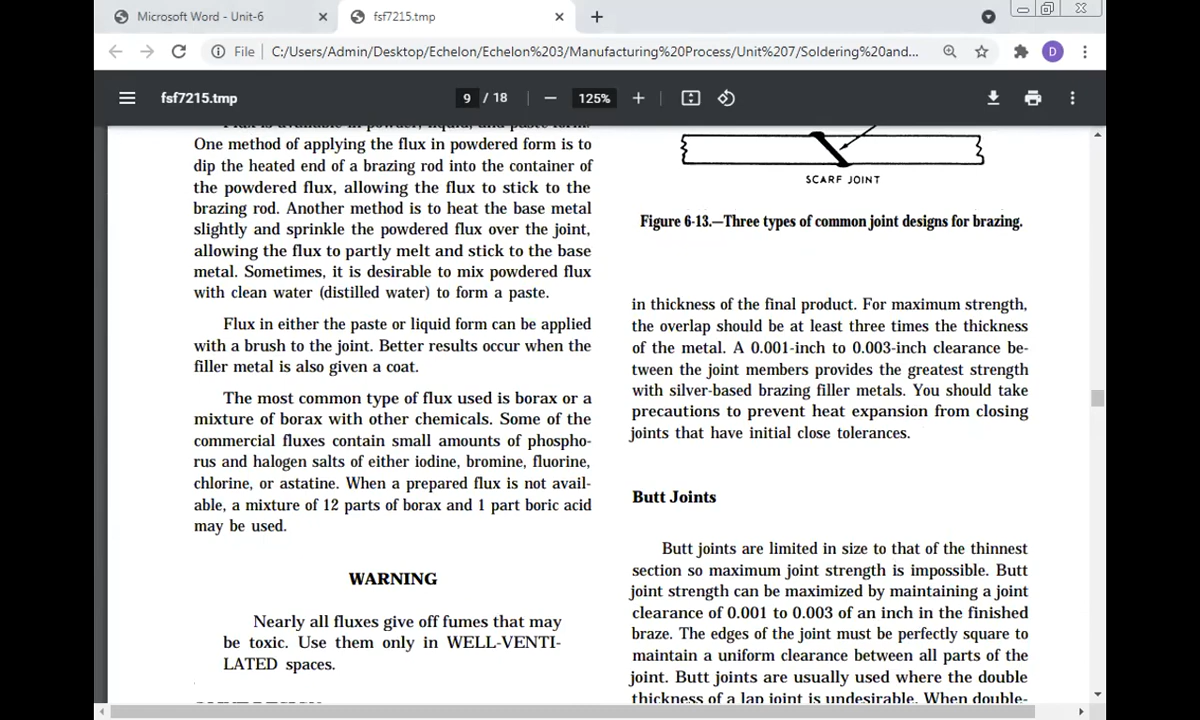 Microsoft Word - Unit-6
fsf7215.tmp
File
C:/Users/Admin/Desktop/Echelon/Echelon%203/Manufacturing%20Process/Unit%207/Soldering%20and...
D
fsf7215.tmp
9 / 18
125%
Flux is available in powder, liquid, and paste form.
One method of applying the flux in powdered form is to
dip the heated end of a brazing rod into the container of
the powdered flux, allowing the flux to stick to the
brazing rod. Another method is to heat the base metal
slightly and sprinkle the powdered flux over the joint,
allowing the flux to partly melt and stick to the base
metal. Sometimes, it is desirable to mix powdered flux
with clean water (distilled water) to form a paste.
Flux in either the paste or liquid form can be applied
with a brush to the joint. Better results occur when the
filler metal is also given a coat.
The most common type of flux used is borax or a
mixture of borax with other chemicals. Some of the
commercial fluxes contain small amounts of phospho-
rus and halogen salts of either iodine, bromine, fluorine,
chlorine, or astatine. When a prepared flux is not avail-
able, a mixture of 12 parts of borax and 1 part boric acid
may be used.
WARNING
Nearly all fluxes give off fumes that may
be toxic. Use them only in WELL-VENTI-
LATED spaces.
SCARF JOINT
Figure 6-13.—Three types of common joint designs for brazing.
in thickness of the final product. For maximum strength,
the overlap should be at least three times the thickness
of the metal. A 0.001-inch to 0.003-inch clearance be-
tween the joint members provides the greatest strength
with silver-based brazing filler metals. You should take
precautions to prevent heat expansion from closing
joints that have initial close tolerances.
Butt Joints
Butt joints are limited in size to that of the thinnest
section so maximum joint strength is impossible. Butt
joint strength can be maximized by maintaining a joint
clearance of 0.001 to 0.003 of an inch in the finished
braze. The edges of the joint must be perfectly square to
maintain a uniform clearance between all parts of the
joint. Butt joints are usually used where the double
thickness of a lap joint is undesirable. When double-